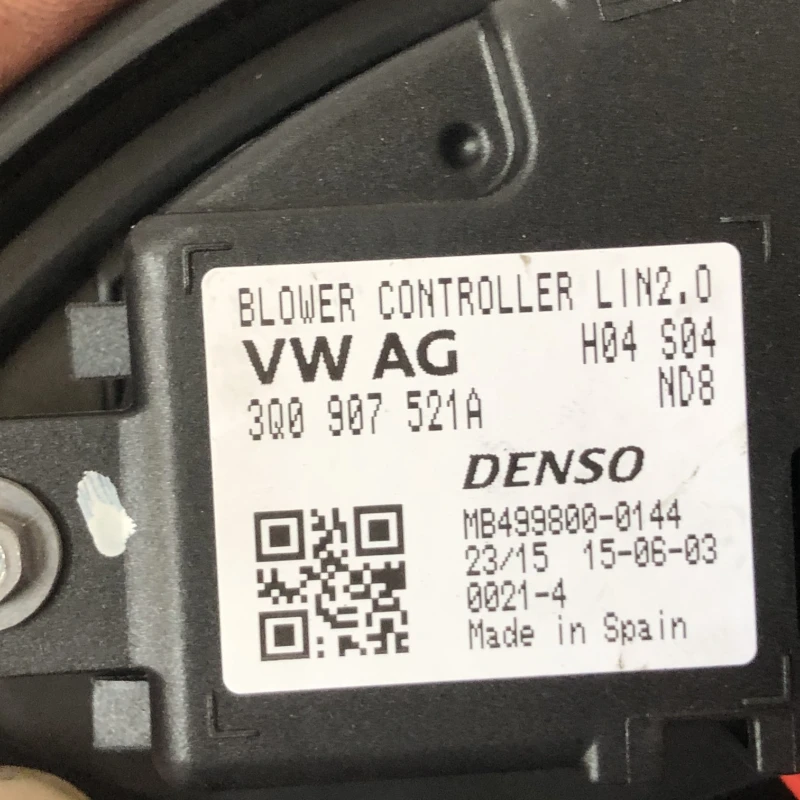 BLOWER CONTROLLER LIN2.0
VW AG H04 S04
3Q0 907 521A ND8
DENSO
MB499800-0144
23/15 15-06-03
0021-4
Made in Spain